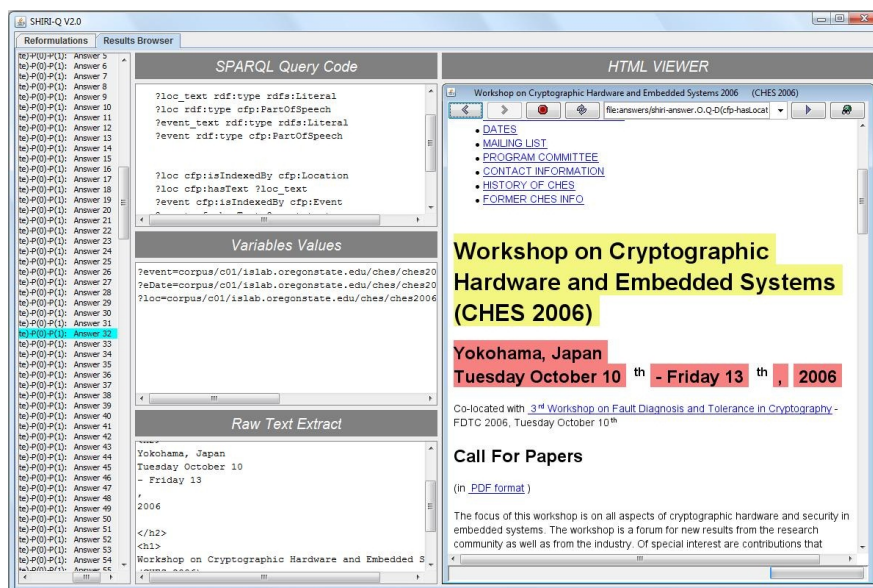 SHIRI-Q V2.0
Reformulations
Results Browser
te)-P(0)-P(1): Answer 5
te)-P(0)-P(1): Answer 6
te)-P(0)-P(1): Answer 7
te)-P(0)-P(1): Answer 8
te)-P(0)-P(1): Answer 9
te)-P(0)-P(1): Answer 10
te)-P(0)-P(1): Answer 11
te)-P(0)-P(1): Answer 12
te)-P(0)-P(1): Answer 13
te)-P(0)-P(1): Answer 14
te)-P(0)-P(1): Answer 15
te)-P(0)-P(1): Answer 16
te)-P(0)-P(1): Answer 17
te)-P(0)-P(1): Answer 18
te)-P(0)-P(1): Answer 19
te)-P(0)-P(1): Answer 20
te)-P(0)-P(1): Answer 21
te)-P(0)-P(1): Answer 22
te)-P(0)-P(1): Answer 23
te)-P(0)-P(1): Answer 24
te)-P(0)-P(1): Answer 25
te)-P(0)-P(1): Answer 26
te)-P(0)-P(1): Answer 27
te)-P(0)-P(1): Answer 28
te)-P(0)-P(1): Answer 29
te)-P(0)-P(1): Answer 30
te)-P(0)-P(1): Answer 31
te)-P(0)-P(1): Answer 32
te)-P(0)-P(1): Answer 33
te)-P(0)-P(1): Answer 34
te)-P(0)-P(1): Answer 35
te)-P(0)-P(1): Answer 36
te)-P(0)-P(1): Answer 37
te)-P(0)-P(1): Answer 38
te)-P(0)-P(1): Answer 39
te)-P(0)-P(1): Answer 40
te)-P(0)-P(1): Answer 41
te)-P(0)-P(1): Answer 42
te)-P(0)-P(1): Answer 43
te)-P(0)-P(1): Answer 44
te)-P(0)-P(1): Answer 45
te)-P(0)-P(1): Answer 46
te)-P(0)-P(1): Answer 47
te)-P(0)-P(1): Answer 48
te)-P(0)-P(1): Answer 49
te)-P(0)-P(1): Answer 50
te)-P(0)-P(1): Answer 51
te)-P(0)-P(1): Answer 52
te)-P(0)-P(1): Answer 53
te)-P(0)-P(1): Answer 54
te)-P(0)-P(1): Answer 55
SPARQL Query Code
?loc_text rdf:type rdfs:Literal
?loc rdf:type cfp:PartOfSpeech
?event_text rdf:type rdfs:Literal
?event rdf:type cfp:PartOfSpeech
?loc cfp:isIndexedBy cfp:Location
?loc cfp:hasText ?loc_text
?event cfp:isIndexedBy cfp:Event
Variables Values
?event=corpus/c01/islab.oregonstate.edu/ches/ches20
?eDate=corpus/c01/islab.oregonstate.edu/ches/ches20
?loc=corpus/c01/islab.oregonstate.edu/ches/ches2006
Raw Text Extract
<h2>
Yokohama, Japan
Tuesday October 10
- Friday 13
,
2006
</h2>
<h1>
Workshop on Cryptographic Hardware and Embedded S
(CHES 2006)
HTML VIEWER
Workshop on Cryptographic Hardware and Embedded Systems 2006 (CHES 2006)
file:answers/shiri-answer.O.Q-D(cfp-hasLocat
• DATES
• MAILING LIST
• PROGRAM COMMITTEE
• CONTACT INFORMATION
• HISTORY OF CHES
• FORMER CHES INFO
Workshop on Cryptographic
Hardware and Embedded Systems
(CHES 2006)
Yokohama, Japan
Tuesday October 10 th - Friday 13 th , 2006
Co-located with 3rd Workshop on Fault Diagnosis and Tolerance in Cryptography -
FDTC 2006, Tuesday October 10th
Call For Papers
(in PDF format )
The focus of this workshop is on all aspects of cryptographic hardware and security in
embedded systems. The workshop is a forum for new results from the research
community as well as from the industry. Of special interest are contributions that